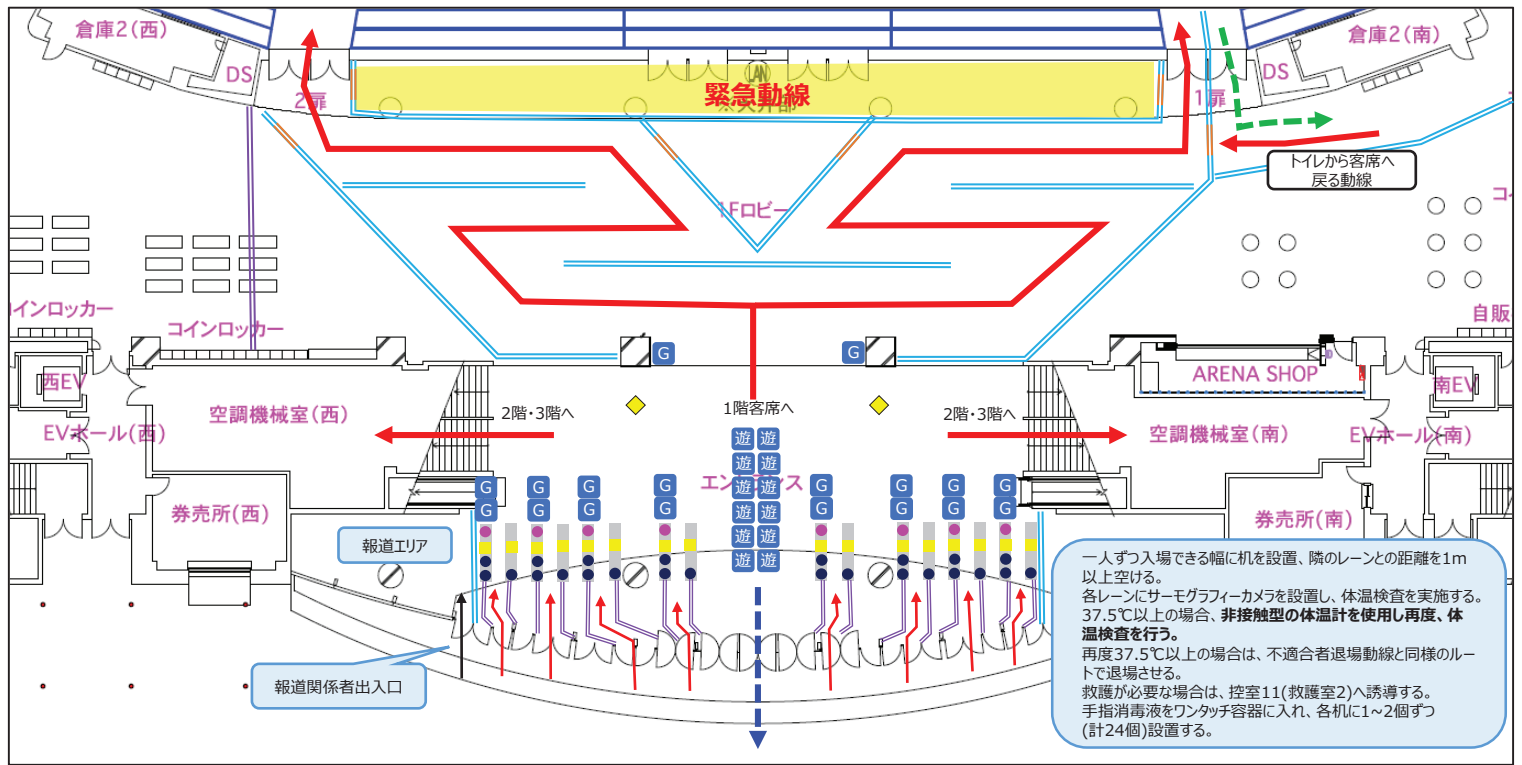 倉庫2(西)
倉庫2(南)
DS
DS
LAN
緊急動線
2扉
1扉
トイレから客席へ
戻る動線
1Fロビー
コインロッカー
コインロッカー
自販
G
G
ARENA SHOP
西EV
南EV
空調機械室(西)
2階・3階へ
1階客席へ
2階・3階へ
空調機械室(南)
EVホール(西)
EVホール(南)
遊 遊
遊 遊
遊 遊
遊 遊
遊 遊
遊 遊
エントランス
G G G G G G G G
G G G G G G G G
券売所(西)
券売所(南)
報道エリア
報道関係者出入口
一人ずつ入場できる幅に机を設置、隣のレーンとの距離を1m
以上空ける。
各レーンにサーモグラフィーカメラを設置し、体温検査を実施する。
37.5℃以上の場合、非接触型の体温計を使用し再度、体
温検査を行う。
再度37.5℃以上の場合は、不適合者退場動線と同様のルー
トで退場させる。
救護が必要な場合は、控室11(救護室2)へ誘導する。
手指消毒液をワンタッチ容器に入れ、各机に1~2個ずつ
(計24個)設置する。